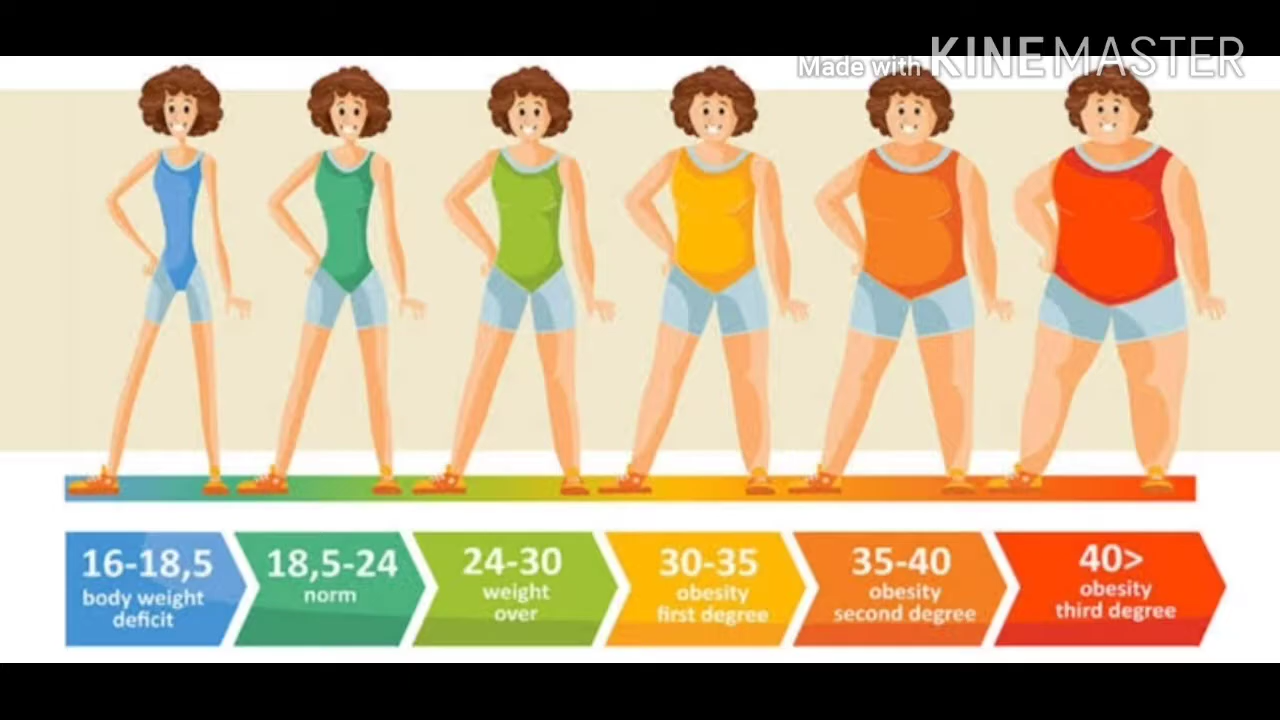 Made with KINEMASTER
16-18,5
body weight
deficit
18,5-24
norm
24-30
weight
over
30-35
obesity
first degree
35-40
obesity
second degree
40>
obesity
third degree